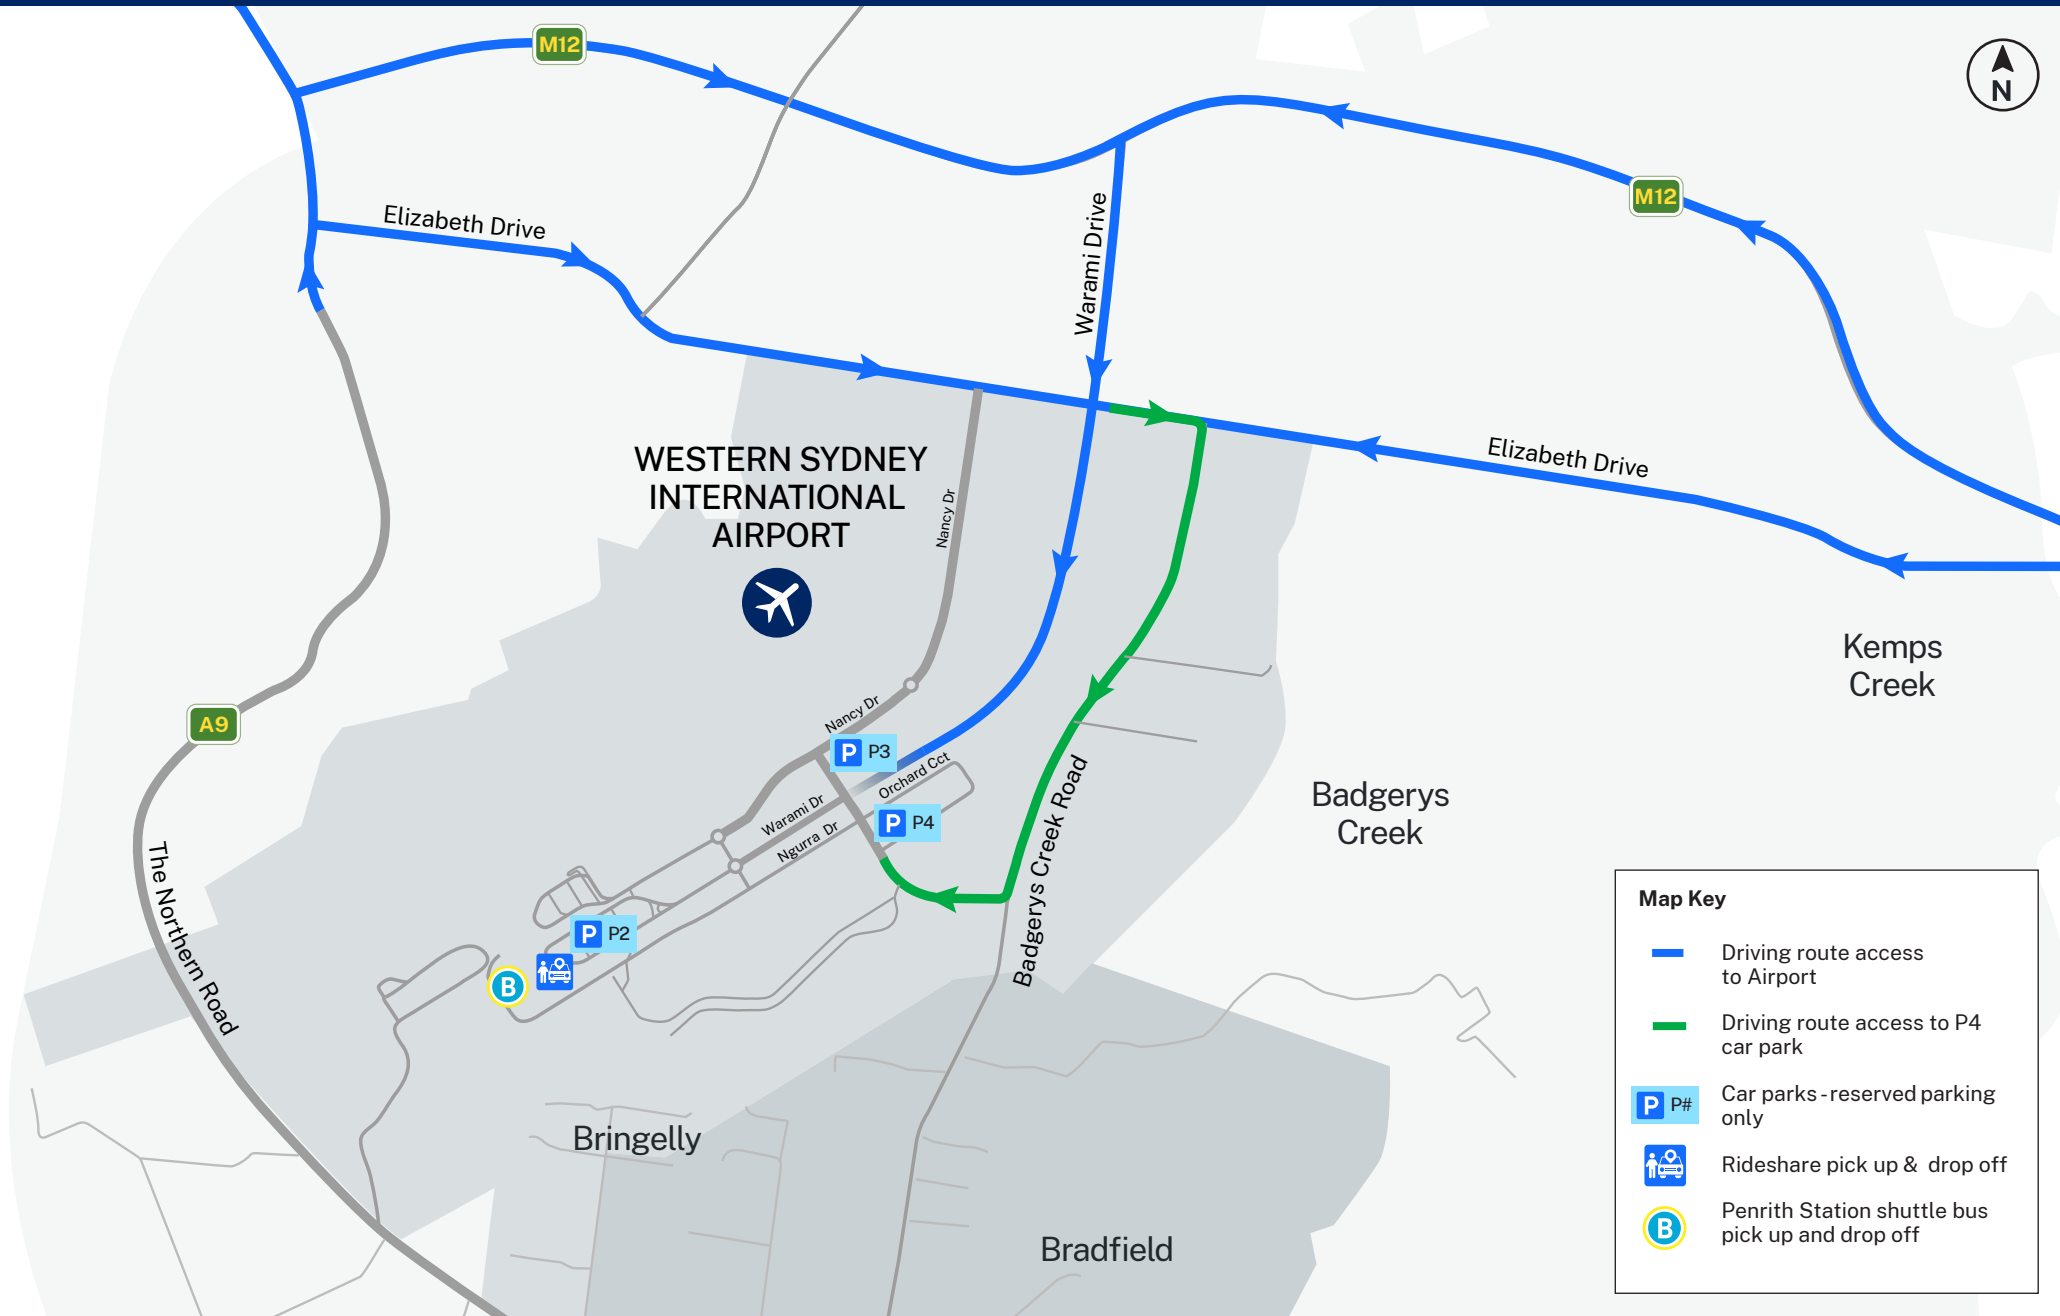 M12
N
M12
Elizabeth Drive
Warami Drive
WESTERN SYDNEY
INTERNATIONAL
AIRPORT
Nancy Dr
Elizabeth Drive
Kemps
Creek
A9
Nancy Dr
P P3
Orchard Cct
Warami Dr
P P4
Ngurra Dr
Badgerys Creek Road
Badgerys
Creek
The Northern Road
P P2
B
Bringelly
Bradfield
Map Key
Driving route access
to Airport
Driving route access to P4
car park
P P#
Car parks - reserved parking
only
Rideshare pick up & drop off
B
Penrith Station shuttle bus
pick up and drop off